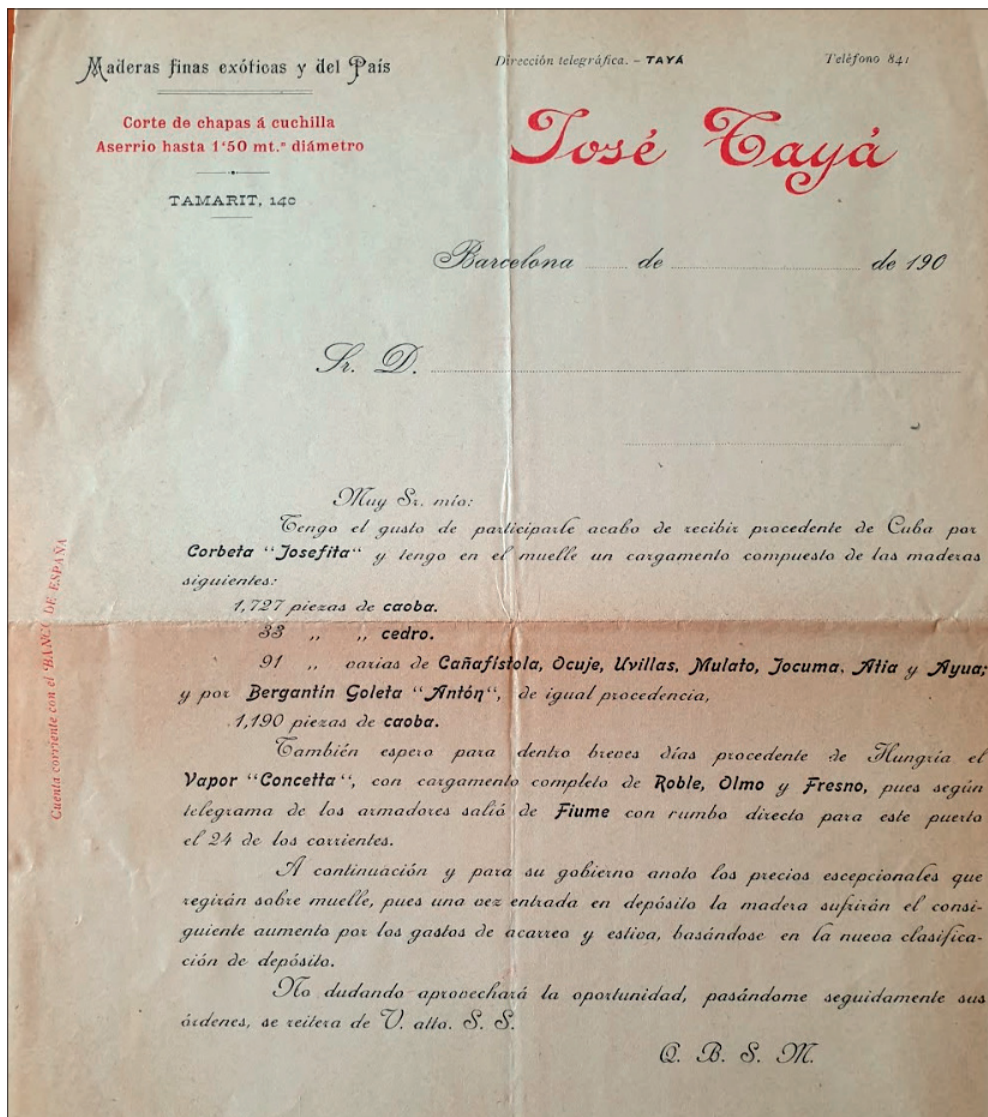 Maderas finas exóticas y del País
Corte de chapas á cuchilla
Aserrio hasta 1'50 mt.ˢ diámetro
TAMARIT, 140
Dirección telegráfica. - TAYÁ
Teléfono 841
José Tayá
Barcelona de de 190
Sr. D.
Muy Sr. mío:
Tengo el gusto de participarle acabo de recibir procedente de Cuba por
Corbeta "Josefita" y tengo en el muelle un cargamento compuesto de las maderas
siguientes:
1,727 piezas de caoba.
33 „ „ cedro.
91 „ varias de Cañafístola, Ocuje, Uvillas, Mulato, Jocuma, Atia y Ayua;
y por Bergantín Goleta "Antón", de igual procedencia,
1,190 piezas de caoba.
También espero para dentro breves días procedente de Hungría el
Vapor "Concetta", con cargamento completo de Roble, Olmo y Fresno, pues según
telegrama de los armadores salió de Fiume con rumbo directo para este puerto
el 24 de los corrientes.
A continuación y para su gobierno anoto los precios escepcionales que
regirán sobre muelle, pues una vez entrada en depósito la madera sufrirán el consi-
guiente aumento por los gastos de acarreo y estiva, basándose en la nueva clasifica-
ción de depósito.
No dudando aprovechará la oportunidad, pasándome seguidamente sus
órdenes, se reitera de V. atto. S. S.
Q. B. S. M.
Cuenta corriente con el BANCO DE ESPAÑA